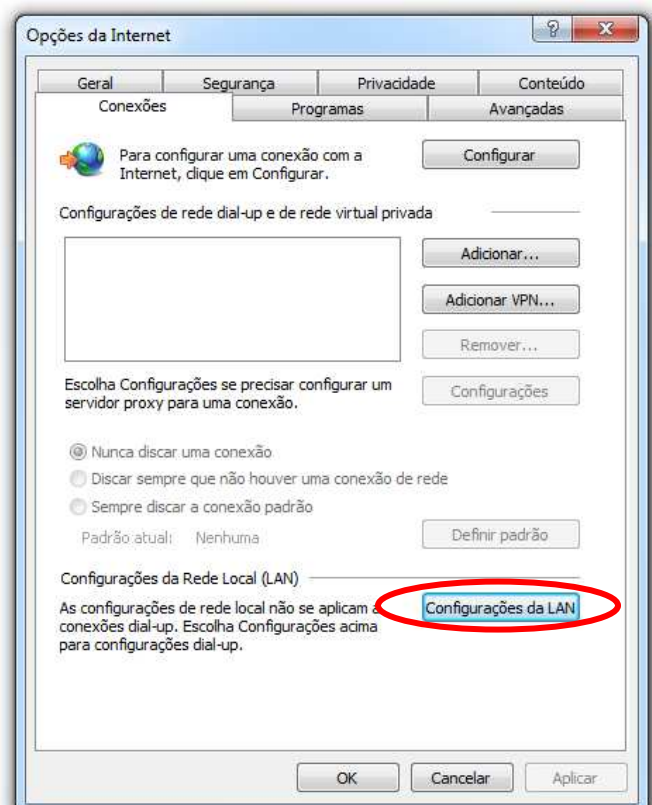 Opções da Internet
Geral Segurança Privacidade Conteúdo
Conexões Programas Avançadas
Para configurar uma conexão com a
Internet, clique em Configurar.
Configurar
Configurações de rede dial-up e de rede virtual privada
Adicionar...
Adicionar VPN...
Remover...
Escolha Configurações se precisar configurar um
servidor proxy para uma conexão.
Configurações
Nunca discar uma conexão
Discar sempre que não houver uma conexão de rede
Sempre discar a conexão padrão
Padrão atual: Nenhuma
Definir padrão
Configurações da Rede Local (LAN)
As configurações de rede local não se aplicam a
conexões dial-up. Escolha Configurações acima
para configurações dial-up.
Configurações da LAN
OK Cancelar Aplicar